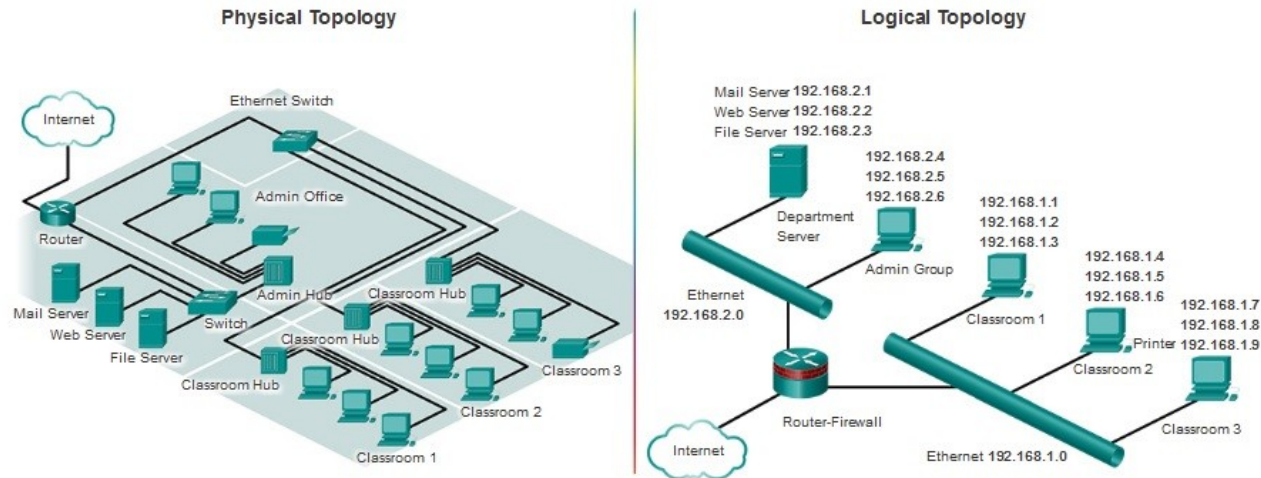 Physical Topology
Internet
Ethernet Switch
Admin Office
Router
Mail Server
Web Server
File Server
Switch
Admin Hub
Classroom Hub
Classroom Hub
Classroom Hub
Classroom 3
Classroom 2
Classroom 1
Logical Topology
Mail Server 192.168.2.1
Web Server 192.168.2.2
File Server 192.168.2.3
192.168.2.4
192.168.2.5
192.168.2.6
Department
Server
Admin Group
192.168.1.1
192.168.1.2
192.168.1.3
Ethernet
192.168.2.0
Classroom 1
192.168.1.4
192.168.1.5
192.168.1.6
Classroom 2
192.168.1.7
192.168.1.8
Printer 192.168.1.9
Classroom 3
Router-Firewall
Internet
Ethernet 192.168.1.0